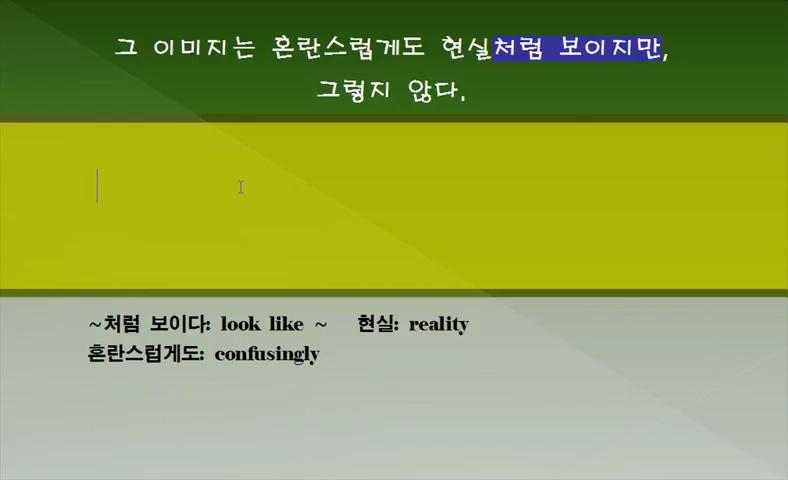 그 이미지는 혼란스럽게도 현실처럼 보이지만,
그렇지 않다.
~처럼 보이다: look like ~ 현실: reality
혼란스럽게도: confusingly